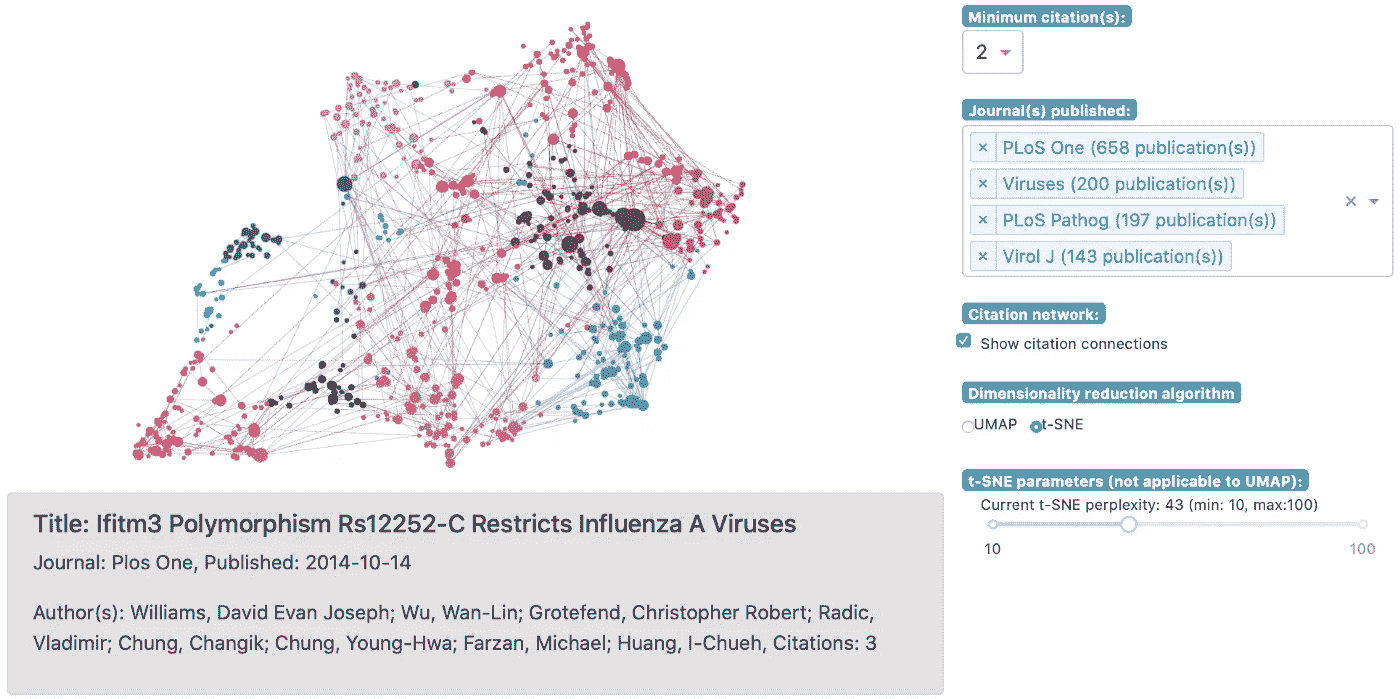 Minimum citation(s):
2
Journal(s) published:
× PLoS One (658 publication(s))
× Viruses (200 publication(s))
× PLoS Pathog (197 publication(s))
× Virol J (143 publication(s))
×
Citation network:
Show citation connections
Dimensionality reduction algorithm
UMAP t-SNE
t-SNE parameters (not applicable to UMAP):
Current t-SNE perplexity: 43 (min: 10, max:100)
10 100
Title: Ifitm3 Polymorphism Rs12252-C Restricts Influenza A Viruses
Journal: Plos One, Published: 2014-10-14
Author(s): Williams, David Evan Joseph; Wu, Wan-Lin; Grotefend, Christopher Robert; Radic,
Vladimir; Chung, Changik; Chung, Young-Hwa; Farzan, Michael; Huang, I-Chueh, Citations: 3